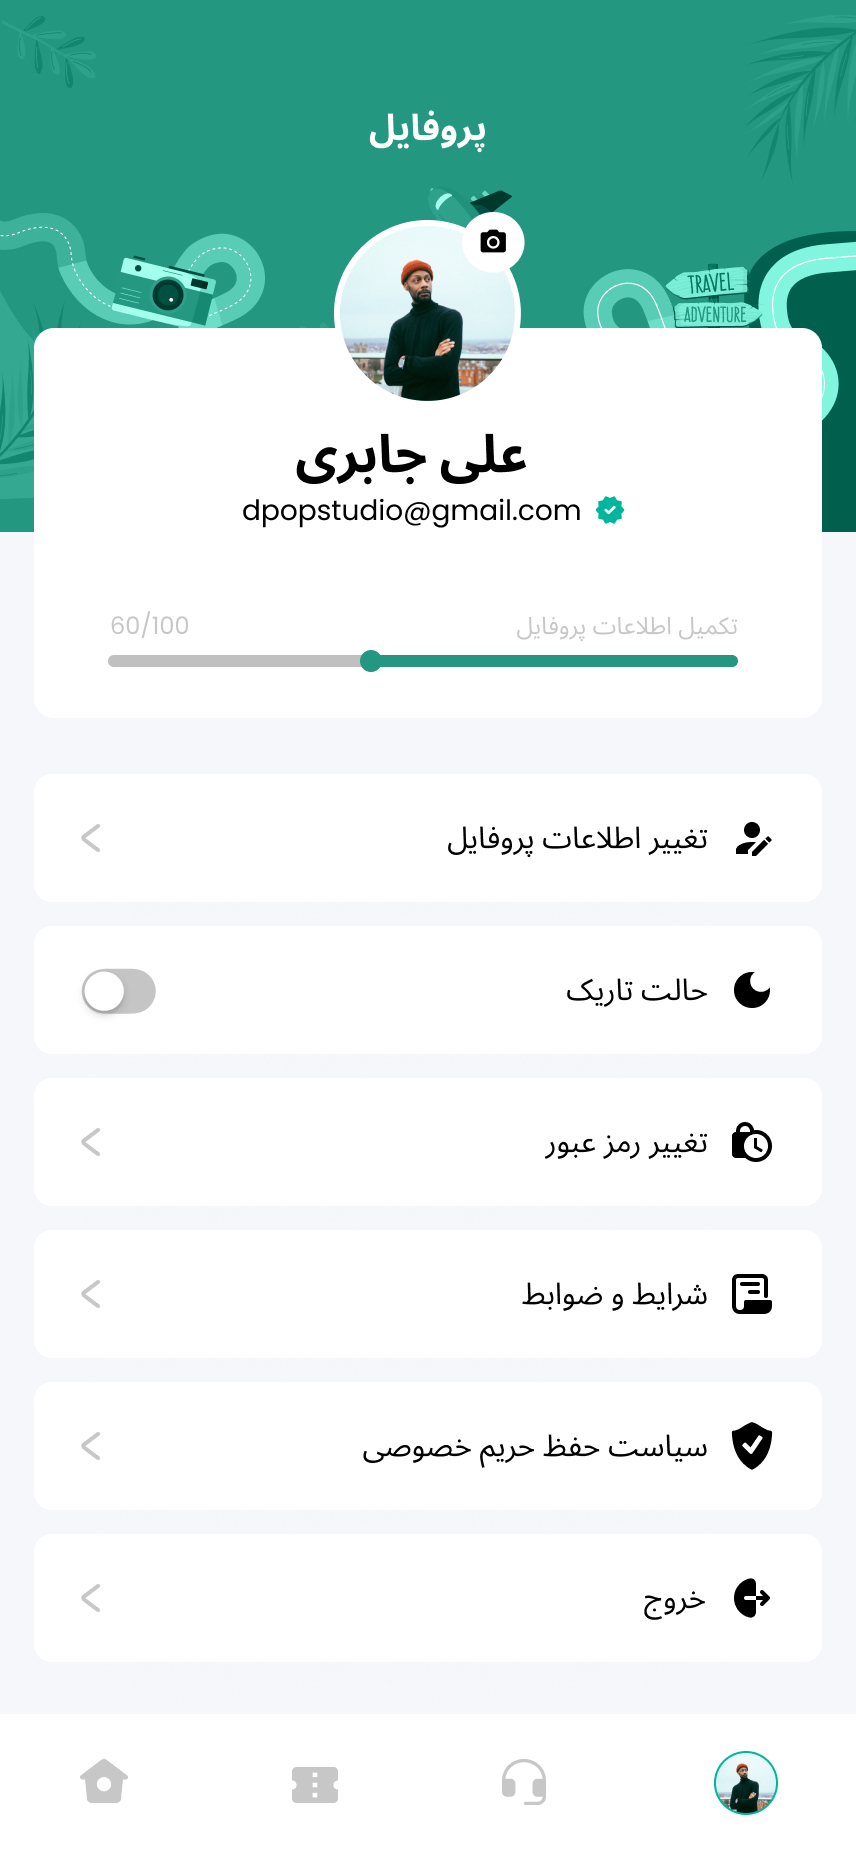 پروفایل
TRAVEL
ADVENTURE
علی جابری
dpopstudio@gmail.com
تکمیل اطلاعات پروفایل 60/100
تغییر اطلاعات پروفایل
حالت تاریک
تغییر رمز عبور
شرایط و ضوابط
سیاست حفظ حریم خصوصی
خروج